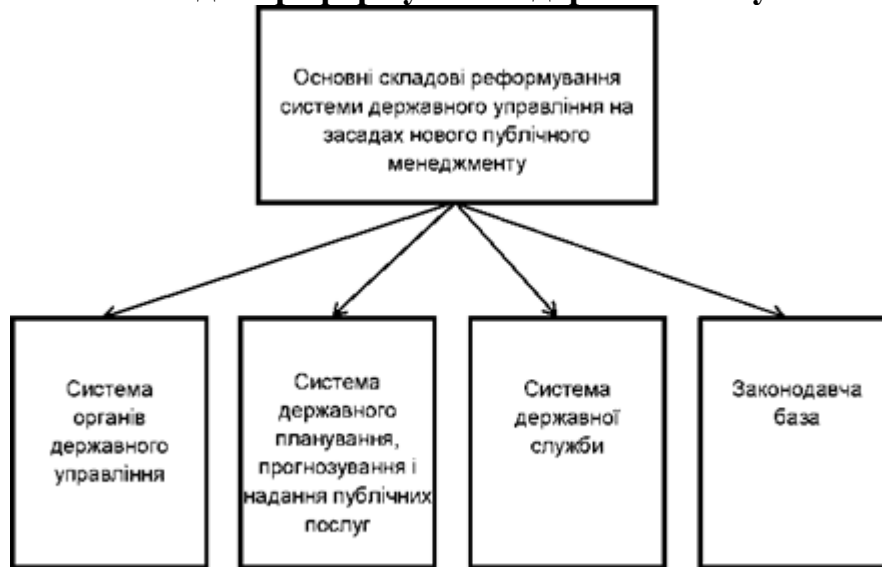 Основні складові реформування
системи державного управління на
засадах нового публічного
менеджменту
Система
органів
державного
управління
Система
державного
планування,
прогнозування і
надання публічних
послуг
Система
державної
служби
Законодавча
база